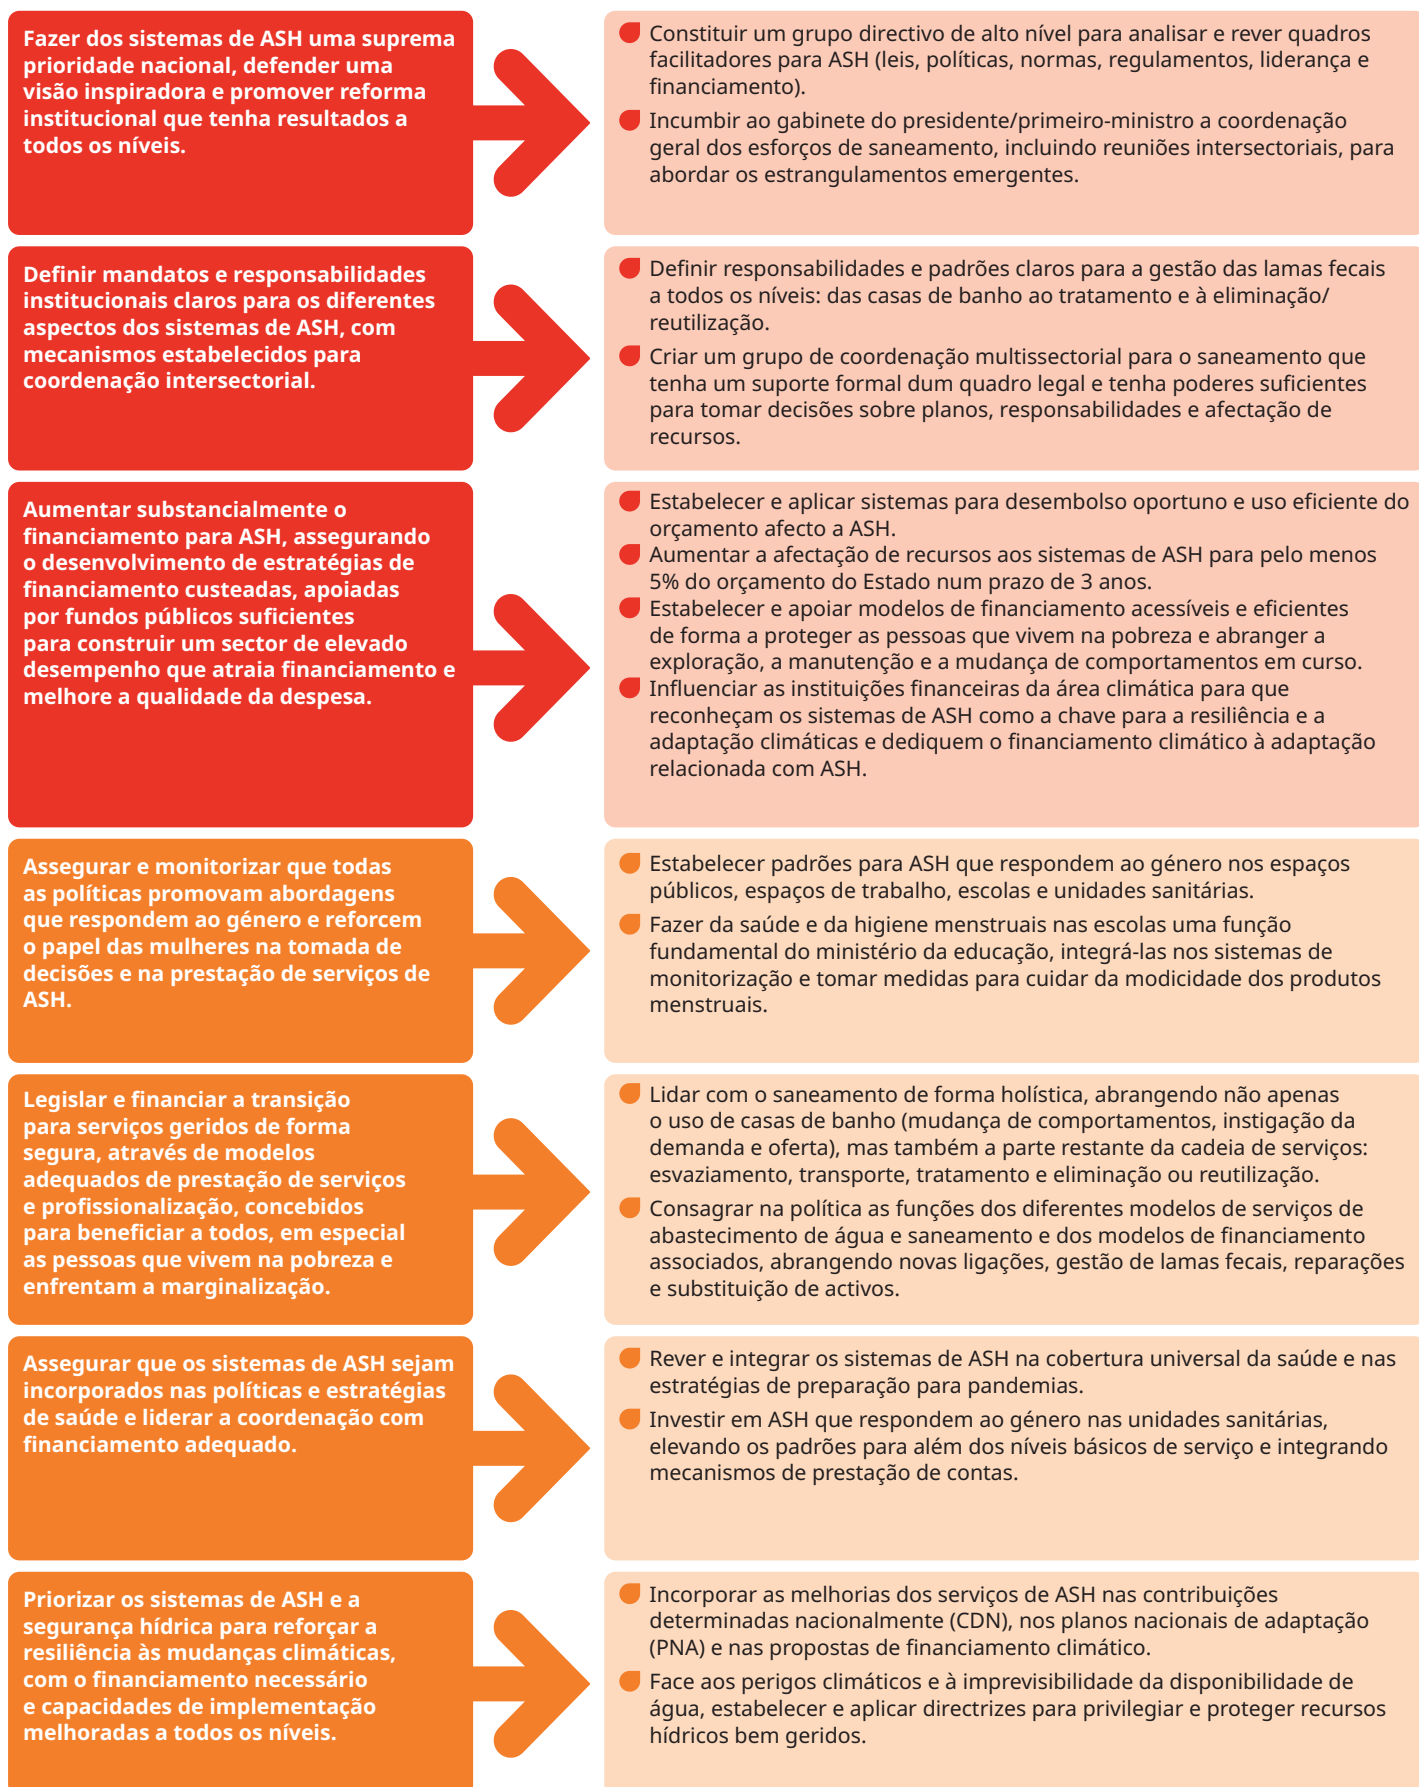 Fazer dos sistemas de ASH uma suprema
prioridade nacional, defender uma
visão inspiradora e promover reforma
institucional que tenha resultados a
todos os níveis.
Constituir um grupo directivo de alto nível para analisar e rever quadros
facilitadores para ASH (leis, políticas, normas, regulamentos, liderança e
financiamento).
Incumbir ao gabinete do presidente/primeiro-ministro a coordenação
geral dos esforços de saneamento, incluindo reuniões intersectoriais, para
abordar os estrangulamentos emergentes.
Definir mandatos e responsabilidades
institucionais claros para os diferentes
aspectos dos sistemas de ASH, com
mecanismos estabelecidos para
coordenação intersectorial.
Definir responsabilidades e padrões claros para a gestão das lamas fecais
a todos os níveis: das casas de banho ao tratamento e à eliminação/
reutilização.
Criar um grupo de coordenação multissectorial para o saneamento que
tenha um suporte formal dum quadro legal e tenha poderes suficientes
para tomar decisões sobre planos, responsabilidades e afectação de
recursos.
Aumentar substancialmente o
financiamento para ASH, assegurando
o desenvolvimento de estratégias de
financiamento custeadas, apoiadas
por fundos públicos suficientes
para construir um sector de elevado
desempenho que atraia financiamento e
melhore a qualidade da despesa.
Estabelecer e aplicar sistemas para desembolso oportuno e uso eficiente do
orçamento afecto a ASH.
Aumentar a afectação de recursos aos sistemas de ASH para pelo menos
5% do orçamento do Estado num prazo de 3 anos.
Estabelecer e apoiar modelos de financiamento acessíveis e eficientes
de forma a proteger as pessoas que vivem na pobreza e abranger a
exploração, a manutenção e a mudança de comportamentos em curso.
Influenciar as instituições financeiras da área climática para que
reconheçam os sistemas de ASH como a chave para a resiliência e a
adaptação climáticas e dediquem o financiamento climático à adaptação
relacionada com ASH.
Assegurar e monitorizar que todas
as políticas promovam abordagens
que respondem ao género e reforcem
o papel das mulheres na tomada de
decisões e na prestação de serviços de
ASH.
Estabelecer padrões para ASH que respondem ao género nos espaços
públicos, espaços de trabalho, escolas e unidades sanitárias.
Fazer da saúde e da higiene menstruais nas escolas uma função
fundamental do ministério da educação, integrá-las nos sistemas de
monitorização e tomar medidas para cuidar da modicidade dos produtos
menstruais.
Legislar e financiar a transição
para serviços geridos de forma
segura, através de modelos
adequados de prestação de serviços
e profissionalização, concebidos
para beneficiar a todos, em especial
as pessoas que vivem na pobreza e
enfrentam a marginalização.
Lidar com o saneamento de forma holística, abrangendo não apenas
o uso de casas de banho (mudança de comportamentos, instigação da
demanda e oferta), mas também a parte restante da cadeia de serviços:
esvaziamento, transporte, tratamento e eliminação ou reutilização.
Consagrar na política as funções dos diferentes modelos de serviços de
abastecimento de água e saneamento e dos modelos de financiamento
associados, abrangendo novas ligações, gestão de lamas fecais, reparações
e substituição de activos.
Assegurar que os sistemas de ASH sejam
incorporados nas políticas e estratégias
de saúde e liderar a coordenação com
financiamento adequado.
Rever e integrar os sistemas de ASH na cobertura universal da saúde e nas
estratégias de preparação para pandemias.
Investir em ASH que respondem ao género nas unidades sanitárias,
elevando os padrões para além dos níveis básicos de serviço e integrando
mecanismos de prestação de contas.
Priorizar os sistemas de ASH e a
segurança hídrica para reforçar a
resiliência às mudanças climáticas,
com o financiamento necessário
e capacidades de implementação
melhoradas a todos os níveis.
Incorporar as melhorias dos serviços de ASH nas contribuições
determinadas nacionalmente (CDN), nos planos nacionais de adaptação
(PNA) e nas propostas de financiamento climático.
Face aos perigos climáticos e à imprevisibilidade da disponibilidade de
água, estabelecer e aplicar directrizes para privilegiar e proteger recursos
hídricos bem geridos.